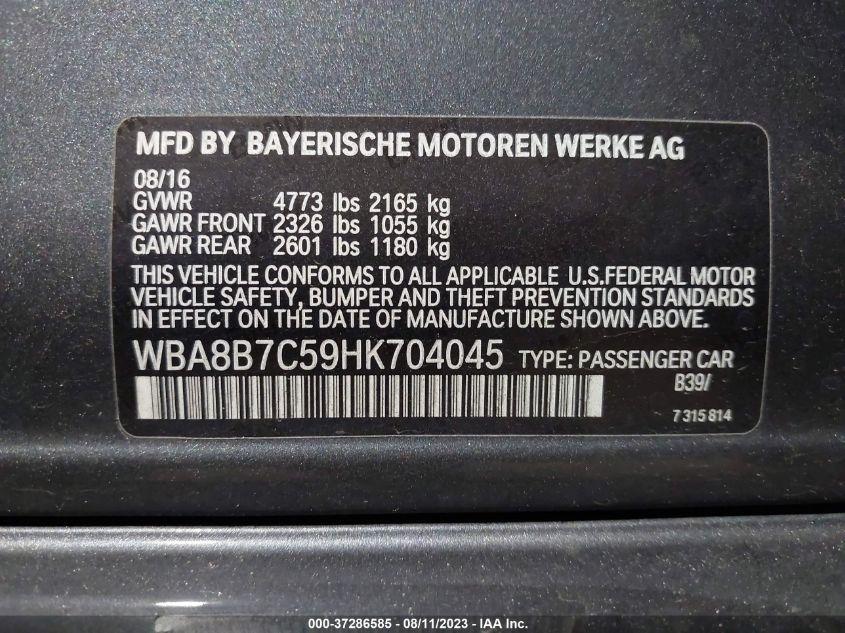 MFD BY BAYERISCHE MOTOREN WERKE AG
08/16
GVWR 4773 lbs 2165 kg
GAWR FRONT 2326 lbs 1055 kg
GAWR REAR 2601 lbs 1180 kg
THIS VEHICLE CONFORMS TO ALL APPLICABLE U.S.FEDERAL MOTOR
VEHICLE SAFETY, BUMPER AND THEFT PREVENTION STANDARDS
IN EFFECT ON THE DATE OF MANUFACTURE SHOWN ABOVE.
WBA8B7C59HK704045 TYPE: PASSENGER CAR
B39/
7315814
000-37286585 - 08/11/2023 - IAA Inc.